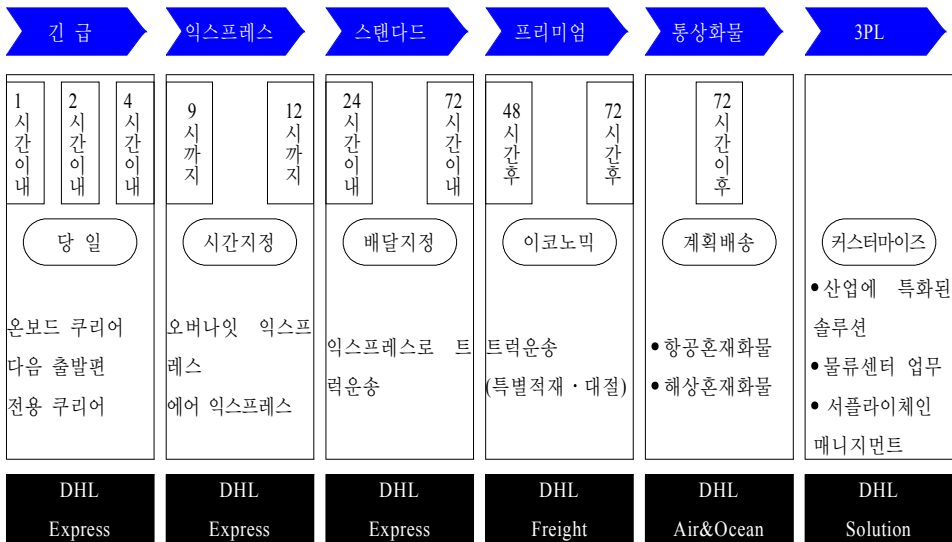 긴 급
익스프레스
스탠다드
프리미엄
통상화물
3PL
1시간이내
2시간이내
4시간이내
9시까지
12시까지
24시간이내
72시간이내
48시간후
72시간후
72시간이후
당 일
시간지정
배달지정
이코노믹
계획배송
커스터마이즈
온보드 쿠리어
다음 출발편
전용 쿠리어
오버나잇 익스프
레스
에어 익스프레스
익스프레스로 트
럭운송
트럭운송
(특별적재·대절)
•항공혼재화물
•해상혼재화물
•산업에 특화된
솔루션
•물류센터 업무
• 서플라이체인
매니지먼트
DHL
Express
DHL
Express
DHL
Express
DHL
Freight
DHL
Air&Ocean
DHL
Solution